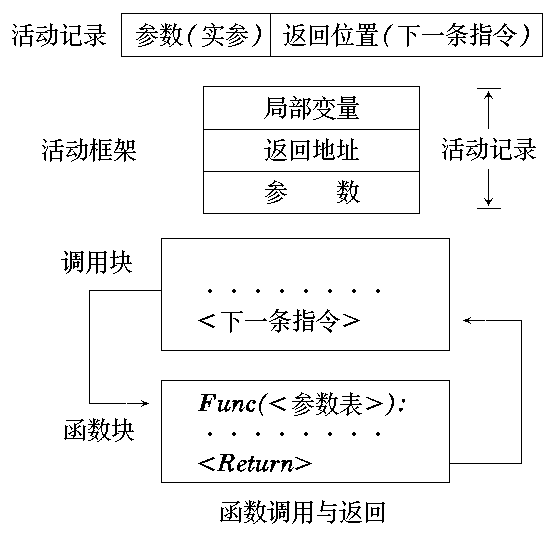 活动记录 参数(实参) 返回位置(下一条指令)
局部变量
活动框架 返回地址 活动记录
参 数
调用块
........
<下一条指令>
Func(<参数表>):
函数块
........
<Return>
函数调用与返回